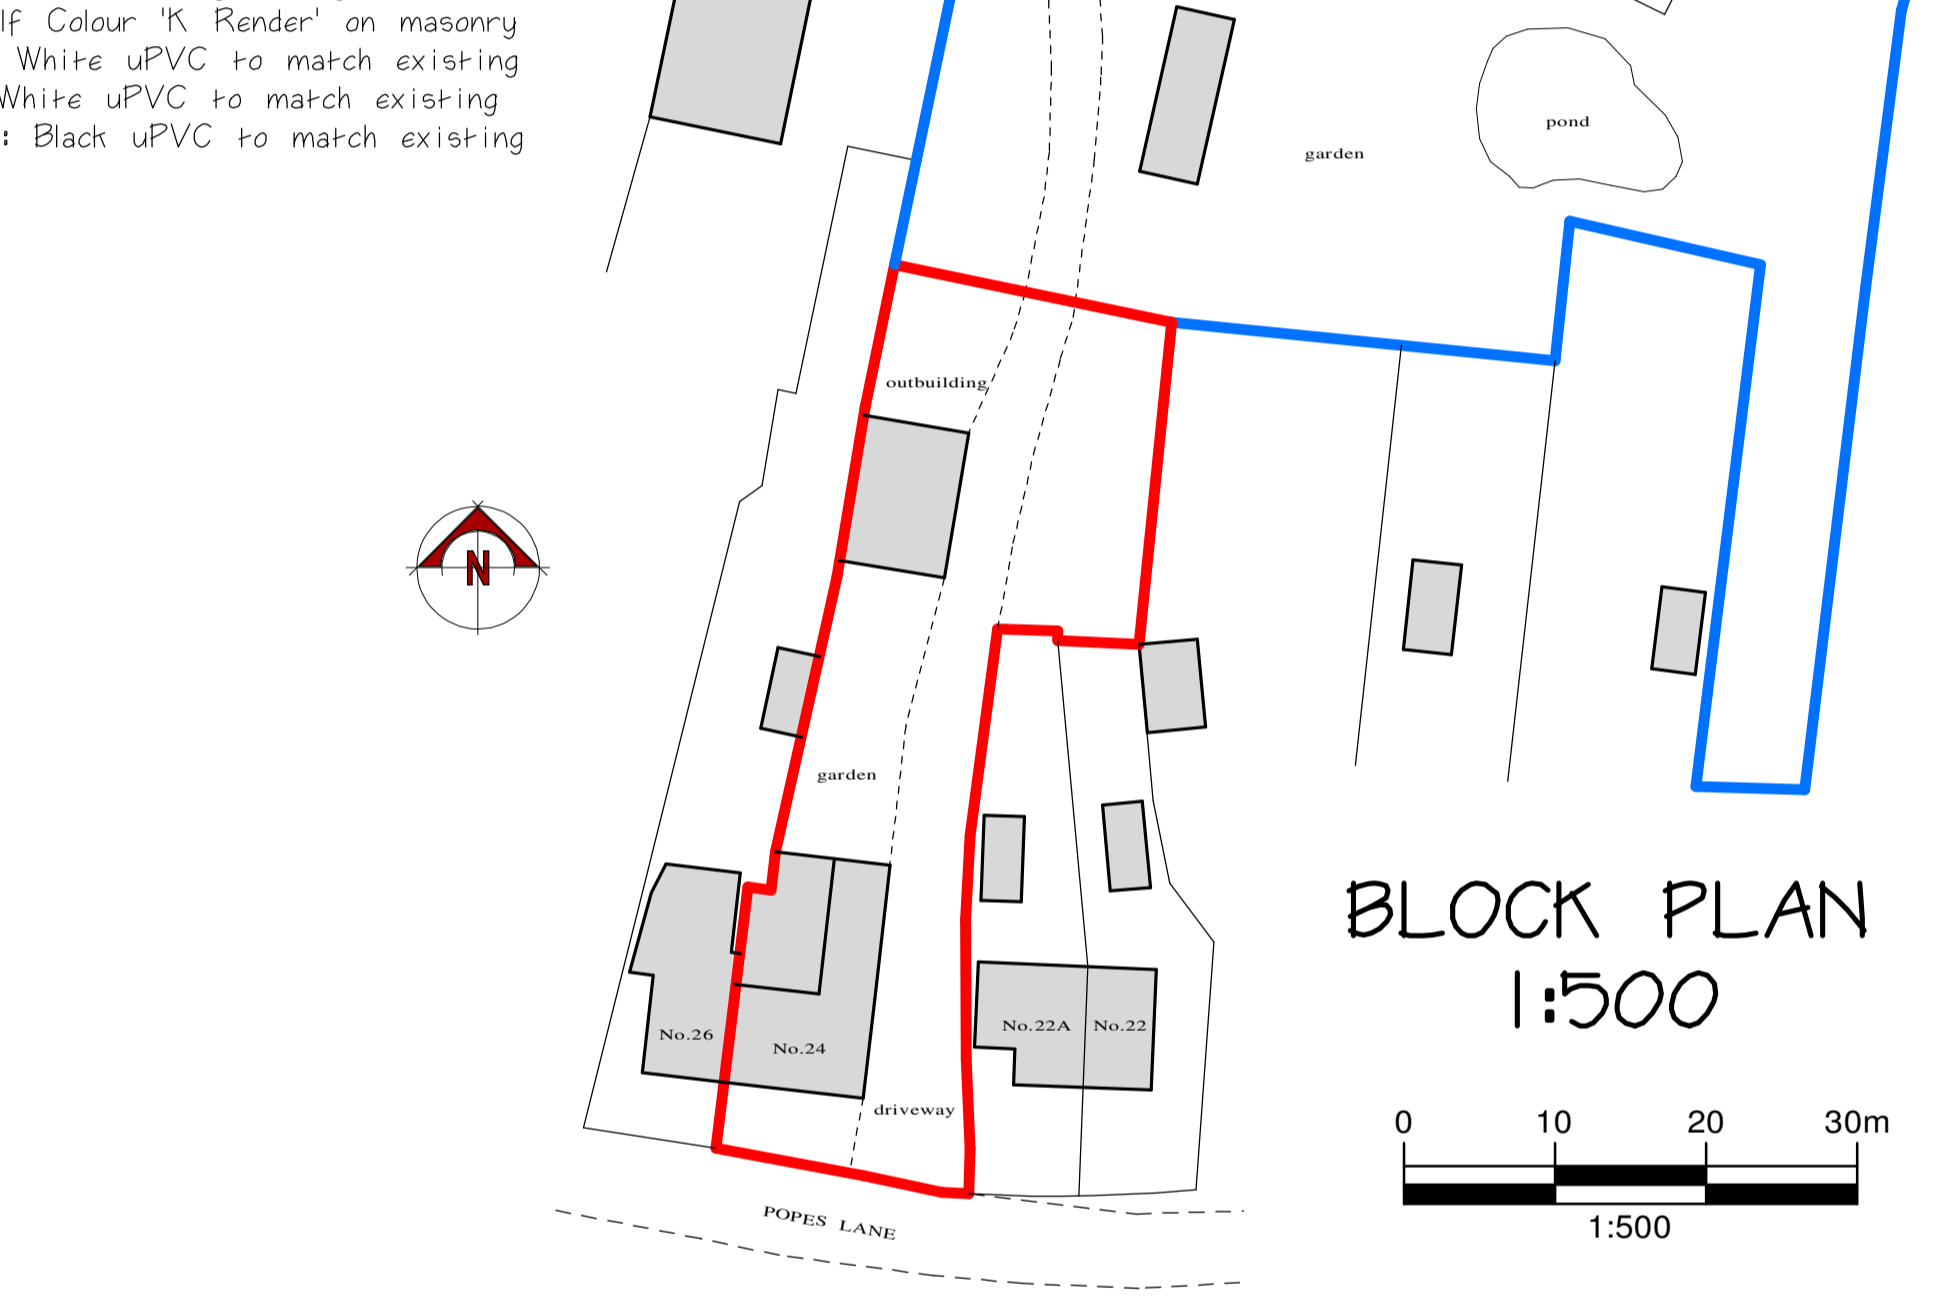 lf Colour 'K Render' on masonry
White uPVC to match existing
White uPVC to match existing
: Black uPVC to match existing
pond
garden
outbuilding
N
garden
No.26
No.24
No.22A
No.22
driveway
POPES LANE
BLOCK PLAN
1:500
0 10 20 30m
1:500